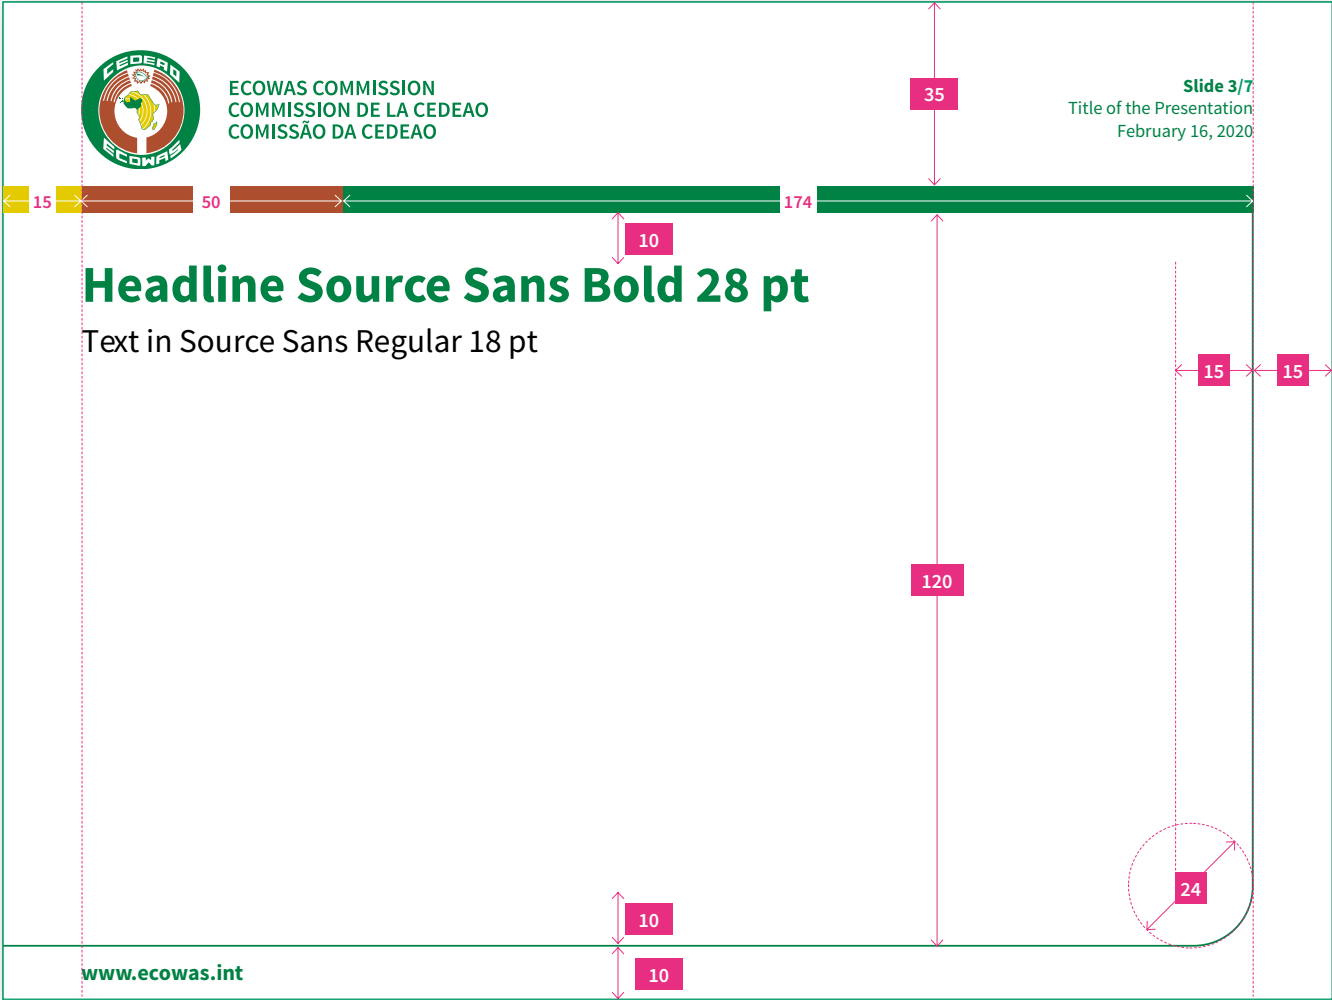 CEDEAO
ECOWAS
ECOWAS COMMISSION
COMMISSION DE LA CEDEAO
COMISSÃO DA CEDEAO
35
Slide 3/7
Title of the Presentation
February 16, 2020
15
50
174
10
Headline Source Sans Bold 28 pt
Text in Source Sans Regular 18 pt
15
15
120
24
10
www.ecowas.int
10